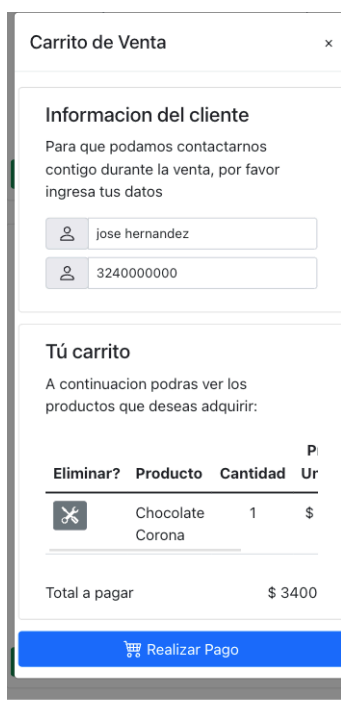 Carrito de Venta ×
Informacion del cliente
Para que podamos contactarnos
contigo durante la venta, por favor
ingresa tus datos
jose hernandez
3240000000
Tú carrito
A continuacion podras ver los
productos que deseas adquirir:
Eliminar? Producto Cantidad
Chocolate 1 $
Corona
Total a pagar $ 3400
Realizar Pago